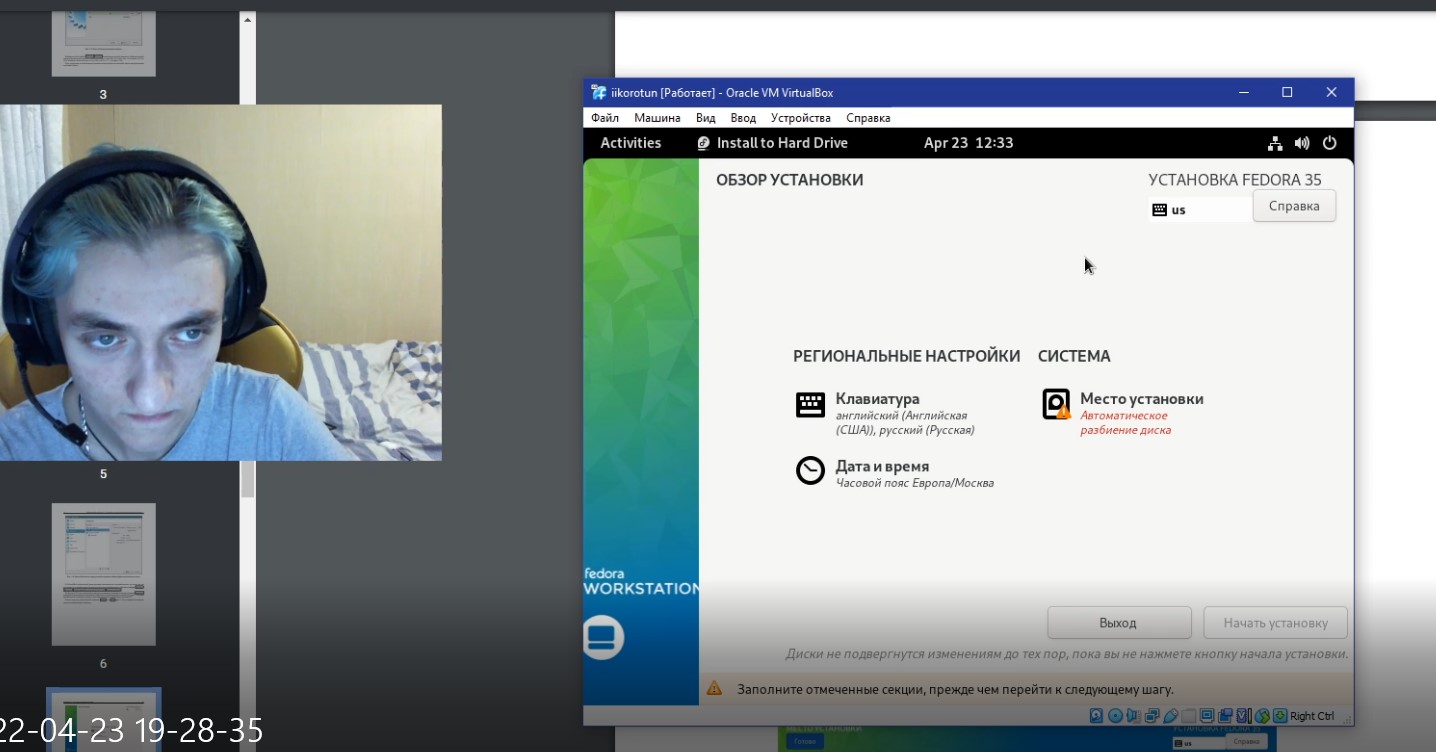 3
5
6
22-04-23 19-28-35
iikorotun [Работает] - Oracle VM VirtualBox
Файл Машина Вид Ввод Устройства Справка
Activities Install to Hard Drive Apr 23 12:33
ОБЗОР УСТАНОВКИ
УСТАНОВКА FEDORA 35
us
Справка
РЕГИОНАЛЬНЫЕ НАСТРОЙКИ
Клавиатура
английский (Английская
(США)), русский (Русская)
Дата и время
Часовой пояс Европа/Москва
СИСТЕМА
Место установки
Автоматическое
разбиение диска
fedora
WORKSTATION
Выход
Начать установку
Диски не подвергнутся изменениям до тех пор, пока вы не нажмете кнопку начала установки.
Заполните отмеченные секции, прежде чем перейти к следующему шагу.
Right Ctrl
Готово
us
Справка